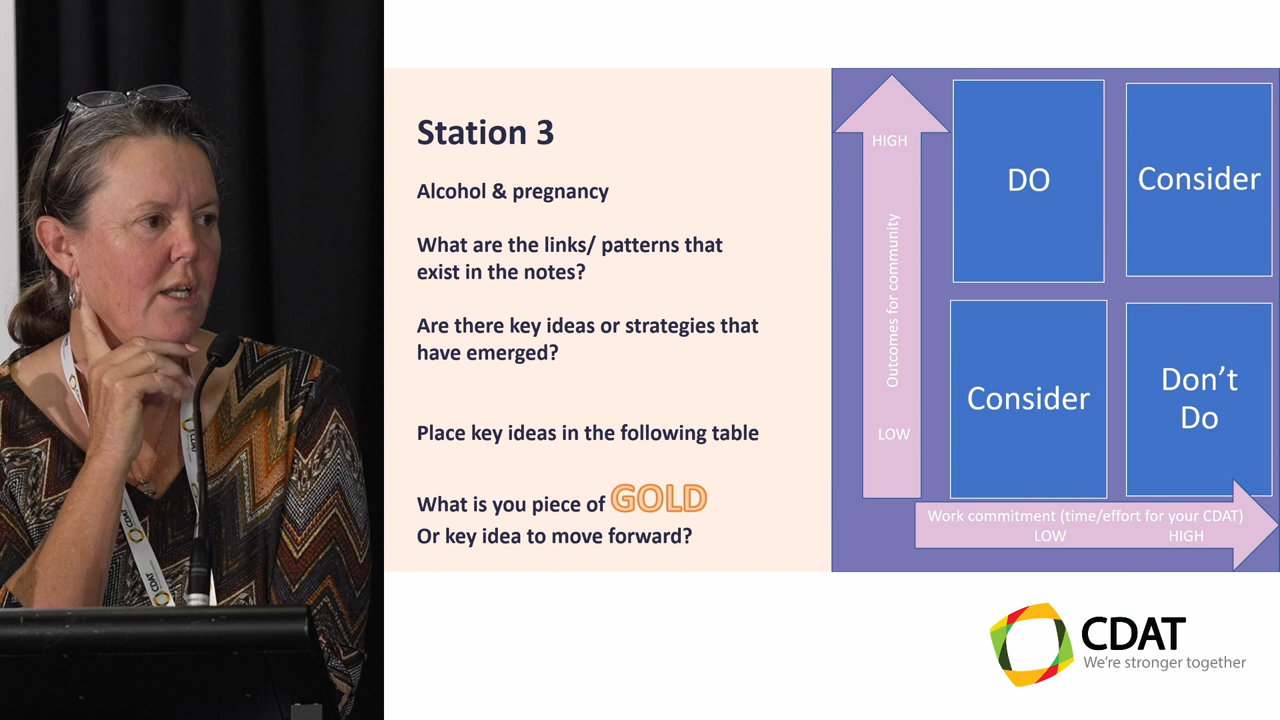 Station 3
Alcohol & pregnancy
What are the links/ patterns that
exist in the notes?
Are there key ideas or strategies that
have emerged?
Place key ideas in the following table
What is you piece of GOLD
Or key idea to move forward?
HIGH
Outcomes for community
LOW
DO
Consider
Consider
Don't
Do
Work commitment (time/effort for your CDAT)
LOW
HIGH
CDAT
We're stronger together
CDAT
CDAT